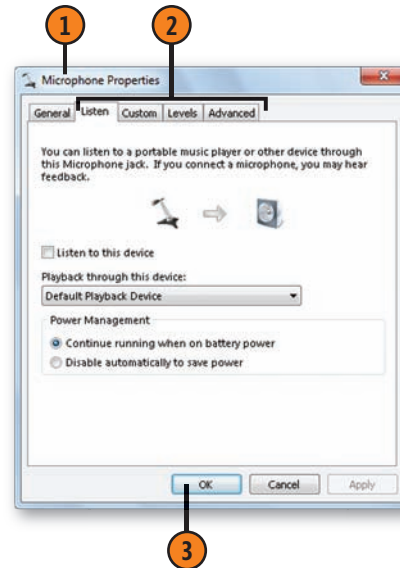 1
2
Microphone Properties
General Listen Custom Levels Advanced
You can listen to a portable music player or other device through
this Microphone jack. If you connect a microphone, you may hear
feedback.
Listen to this device
Playback through this device:
Default Playback Device
Power Management
Continue running when on battery power
Disable automatically to save power
OK Cancel Apply
3